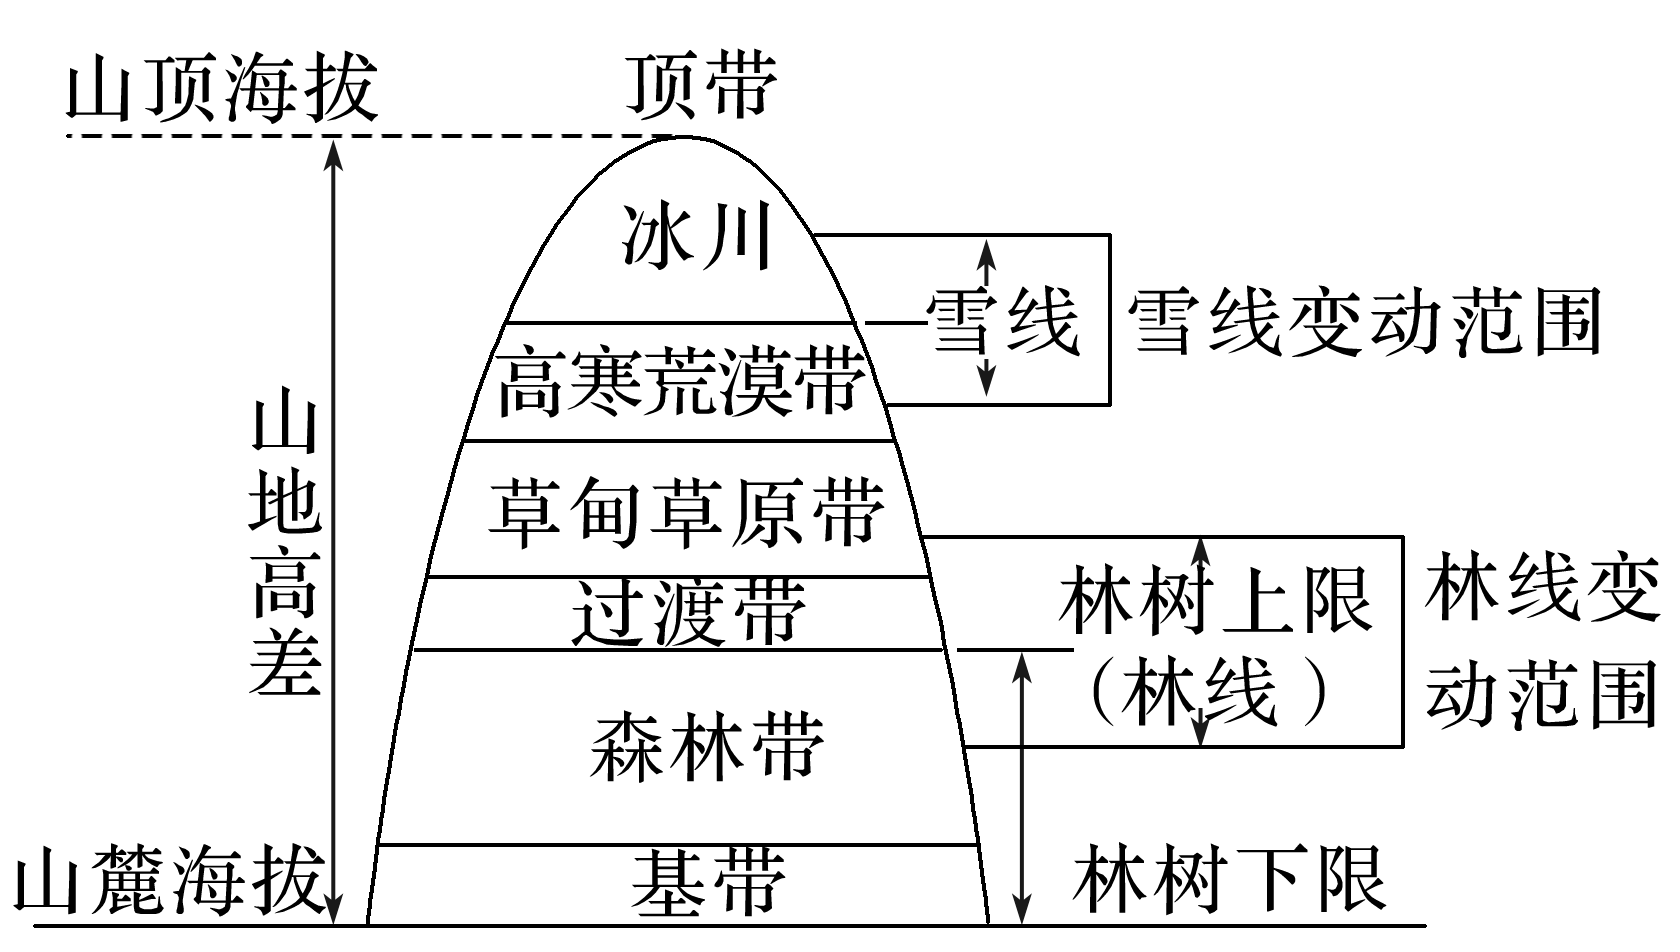 山顶海拔
顶带
冰川
雪线
雪线变动范围
高寒荒漠带
山地高差
草甸草原带
过渡带
林树上限
（林线）
林线变
动范围
森林带
山麓海拔
基带
林树下限